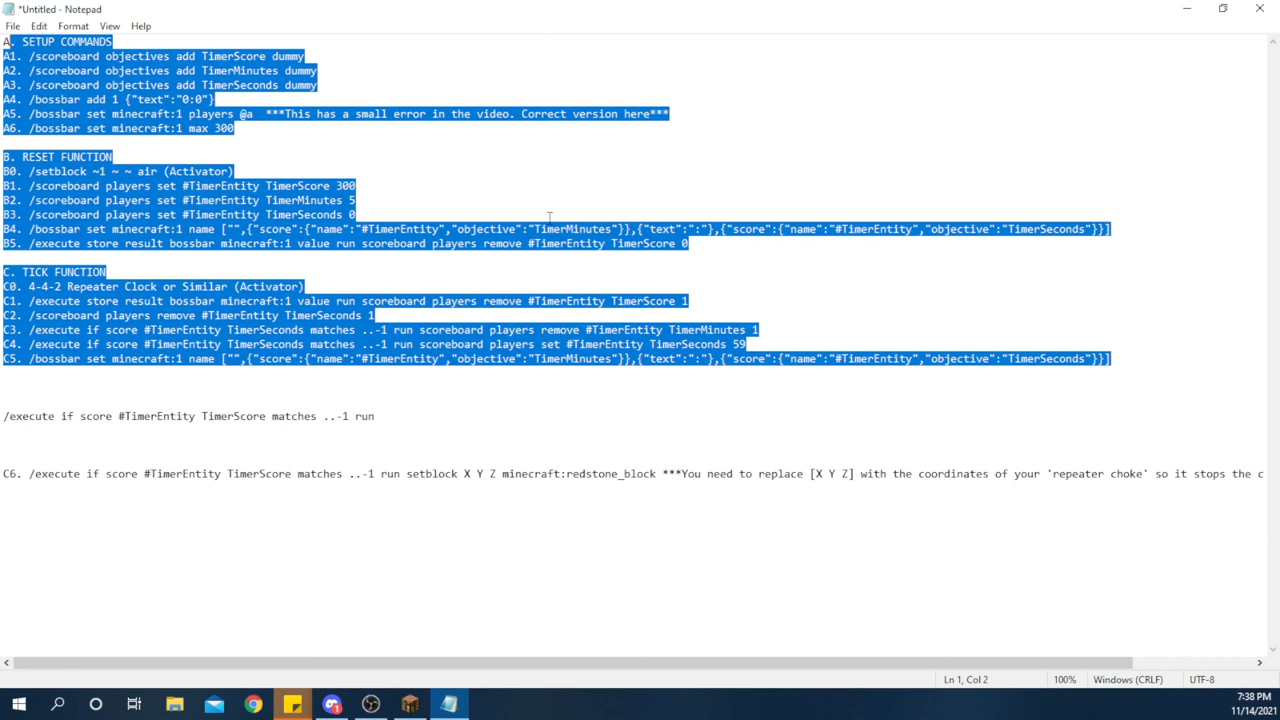 *Untitled - Notepad
File Edit Format View Help
A. SETUP COMMANDS
A1. /scoreboard objectives add TimerScore dummy
A2. /scoreboard objectives add TimerMinutes dummy
A3. /scoreboard objectives add TimerSeconds dummy
A4. /bossbar add 1 {"text":"0:0"}
A5. /bossbar set minecraft:1 players @a  ***This has a small error in the video. Correct version here***
A6. /bossbar set minecraft:1 max 300
B. RESET FUNCTION
B0. /setblock ~1 ~ ~ air (Activator)
B1. /scoreboard players set #TimerEntity TimerScore 300
B2. /scoreboard players set #TimerEntity TimerMinutes 5
B3. /scoreboard players set #TimerEntity TimerSeconds 0
B4. /bossbar set minecraft:1 name ["",{"score":{"name":"#TimerEntity","objective":"TimerMinutes"}},{"text":":"},{"score":{"name":"#TimerEntity","objective":"TimerSeconds"}}]
B5. /execute store result bossbar minecraft:1 value run scoreboard players remove #TimerEntity TimerScore 0
C. TICK FUNCTION
C0. 4-4-2 Repeater Clock or Similar (Activator)
C1. /execute store result bossbar minecraft:1 value run scoreboard players remove #TimerEntity TimerScore 1
C2. /scoreboard players remove #TimerEntity TimerSeconds 1
C3. /execute if score #TimerEntity TimerSeconds matches ..-1 run scoreboard players remove #TimerEntity TimerMinutes 1
C4. /execute if score #TimerEntity TimerSeconds matches ..-1 run scoreboard players set #TimerEntity TimerSeconds 59
C5. /bossbar set minecraft:1 name ["",{"score":{"name":"#TimerEntity","objective":"TimerMinutes"}},{"text":":"},{"score":{"name":"#TimerEntity","objective":"TimerSeconds"}}]
/execute if score #TimerEntity TimerScore matches ..-1 run
C6. /execute if score #TimerEntity TimerScore matches ..-1 run setblock X Y Z minecraft:redstone_block ***You need to replace [X Y Z] with the coordinates of your 'repeater choke' so it stops the c
Ln 1, Col 2 100% Windows (CRLF) UTF-8
7:38 PM
11/14/2021